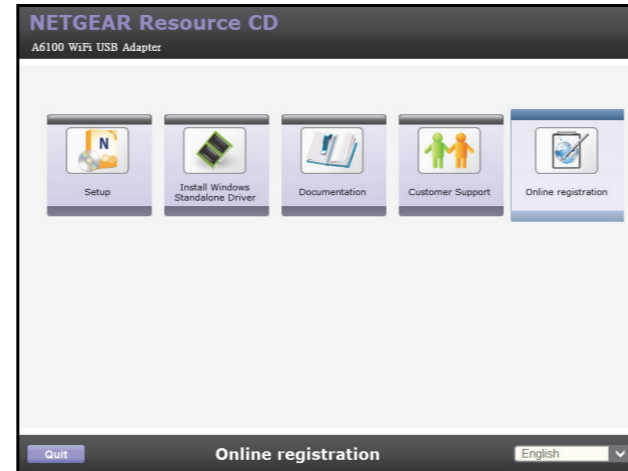 NETGEAR Resource CD
A6100 WiFi USB Adapter
N
Setup
Install Windows
Standalone Driver
Documentation
Customer Support
Online registration
Quit
Online registration
English